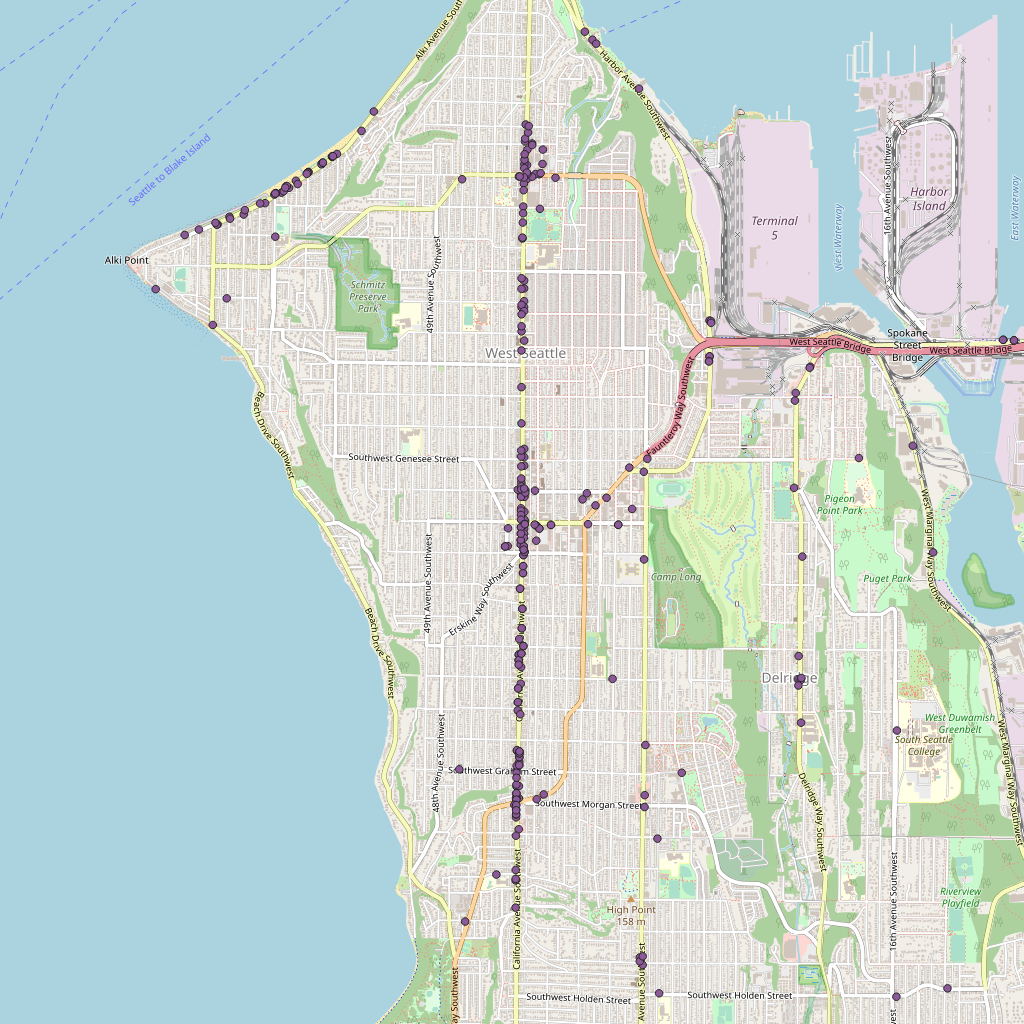 Alki Avenue Southwest
Alki Avenue Sou
Harbor Avenue Southwest
Seattle to Blake Island
Alki Point
Schmitz
Preserve
Park
49th Avenue Southwest
West Seattle
Terminal
5
West Waterway
16th Avenue Southwest
Harbor
Island
East Waterway
West Seattle Bridge
Spokane
Street
Bridge
West Seattle Bridge
Fauntleroy Way Southwest
Beach Drive Southwest
Southwest Genesee Street
Pigeon
Point Park
West Marginal Way Southwest
Puget Park
Camp Long
49th Avenue Southwest
Erskine Way Southwest
Beach Drive Southwest
Delridge
West Duwamish
Greenbelt
South Seattle
College
West Marginal Way Southwest
48th Avenue Southwest
Southwest Graham Street
Southwest Morgan Street
Delridge Way Southwest
California Avenue Southwest
High Point
158 m
16th Avenue Southwest
Riverview
Playfield
Avenue Southwest
ay Southwest
Southwest Holden Street
Southwest Holden Street
west